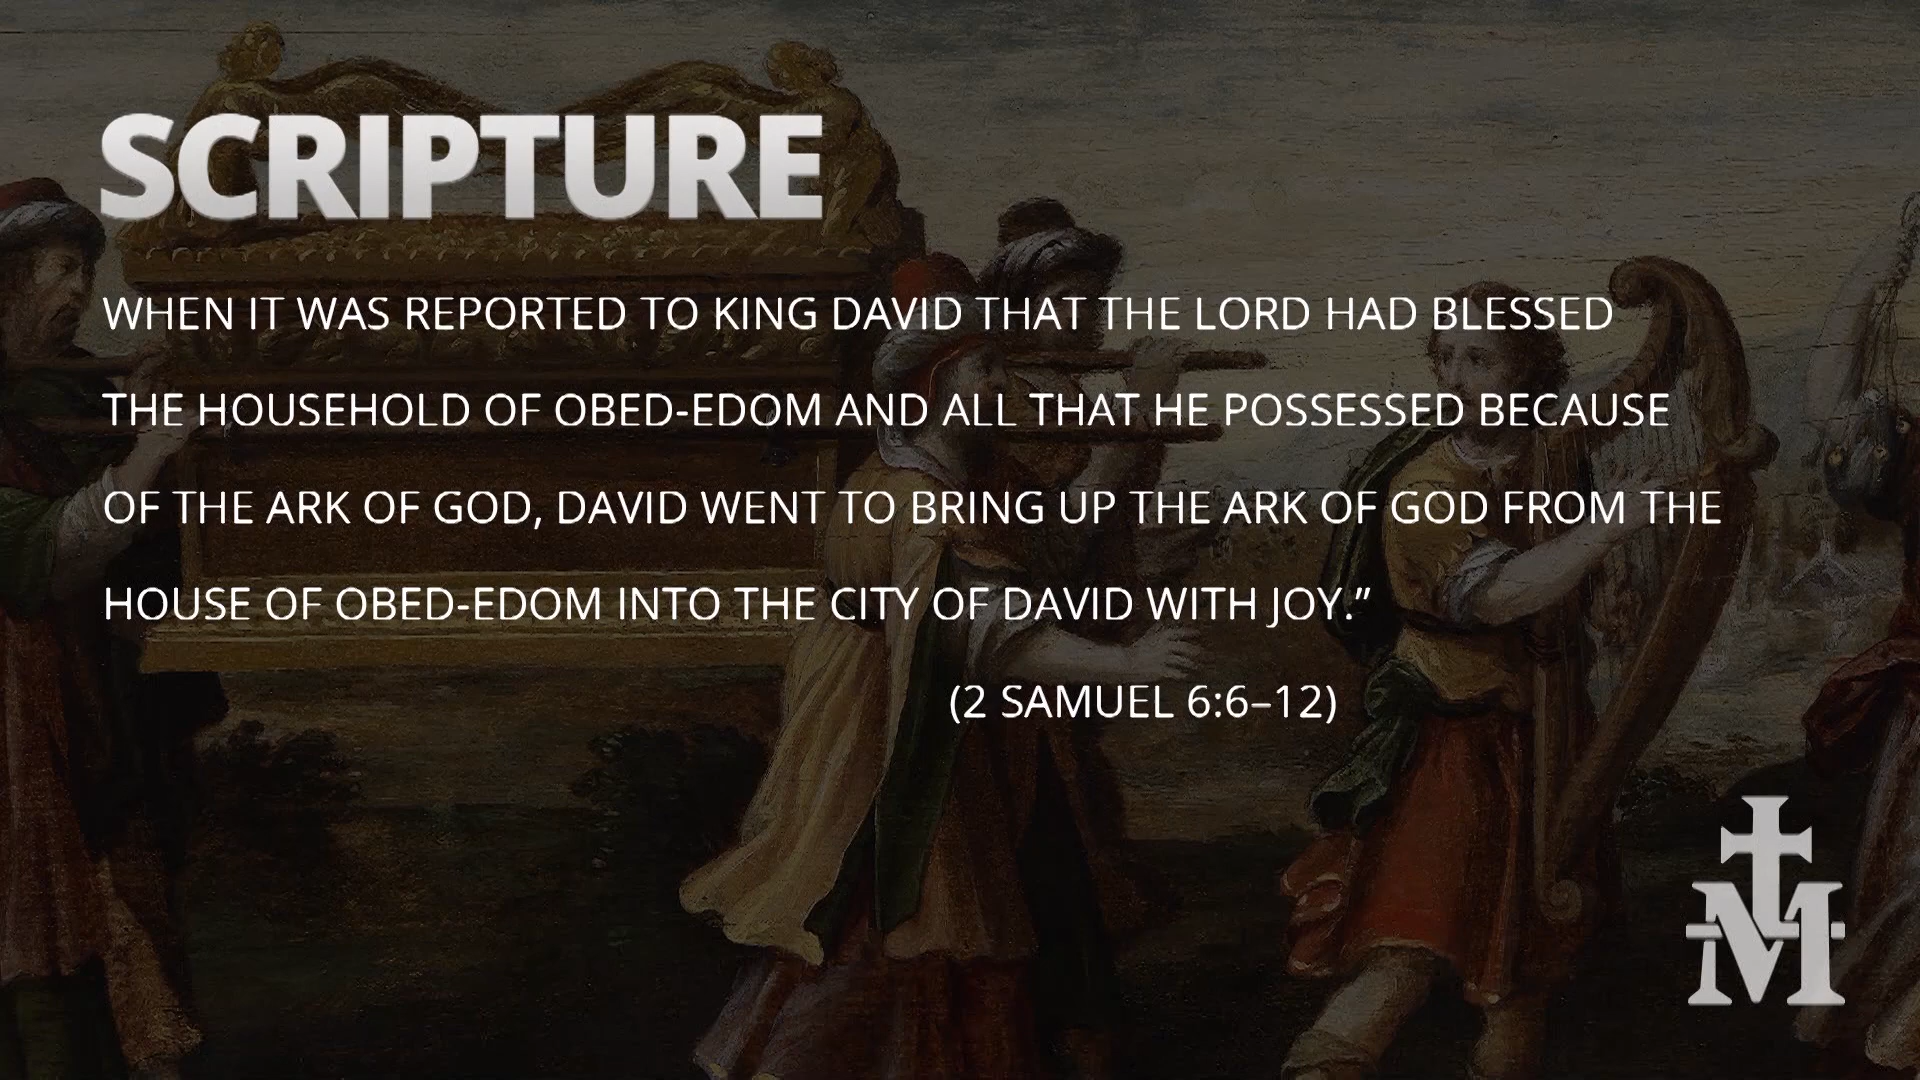 SCRIPTURE
WHEN IT WAS REPORTED TO KING DAVID THAT THE LORD HAD BLESSED
THE HOUSEHOLD OF OBED-EDOM AND ALL THAT HE POSSESSED BECAUSE
OF THE ARK OF GOD, DAVID WENT TO BRING UP THE ARK OF GOD FROM THE
HOUSE OF OBED-EDOM INTO THE CITY OF DAVID WITH JOY.”
(2 SAMUEL 6:6–12)
M